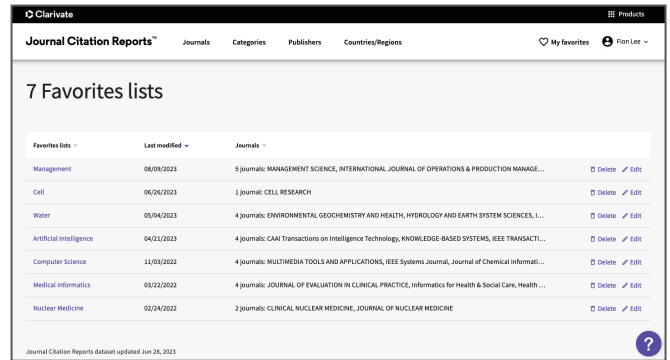 Clarivate
Products
Journal Citation Reports™ Journals Categories Publishers Countries/Regions My favorites Fion Lee
7 Favorites lists
Favorites lists Last modified Journals
Management 08/09/2023 5 journals: MANAGEMENT SCIENCE, INTERNATIONAL JOURNAL OF OPERATIONS & PRODUCTION MANAGE... Delete Edit
Cell 06/26/2023 1 journal: CELL RESEARCH Delete Edit
Water 05/04/2023 4 journals: ENVIRONMENTAL GEOCHEMISTRY AND HEALTH, HYDROLOGY AND EARTH SYSTEM SCIENCES, I... Delete Edit
Artificial Intelligence 04/21/2023 4 journals: CAAI Transactions on Intelligence Technology, KNOWLEDGE-BASED SYSTEMS, IEEE TRANSACTI... Delete Edit
Computer Science 11/03/2022 4 journals: MULTIMEDIA TOOLS AND APPLICATIONS, IEEE Systems Journal, Journal of Chemical Informati... Delete Edit
Medical Informatics 03/22/2022 4 journals: JOURNAL OF EVALUATION IN CLINICAL PRACTICE, Informatics for Health & Social Care, Health ... Delete Edit
Nuclear Medicine 02/24/2022 2 journals: CLINICAL NUCLEAR MEDICINE, JOURNAL OF NUCLEAR MEDICINE Delete Edit
?
Journal Citation Reports dataset updated Jun 28, 2023